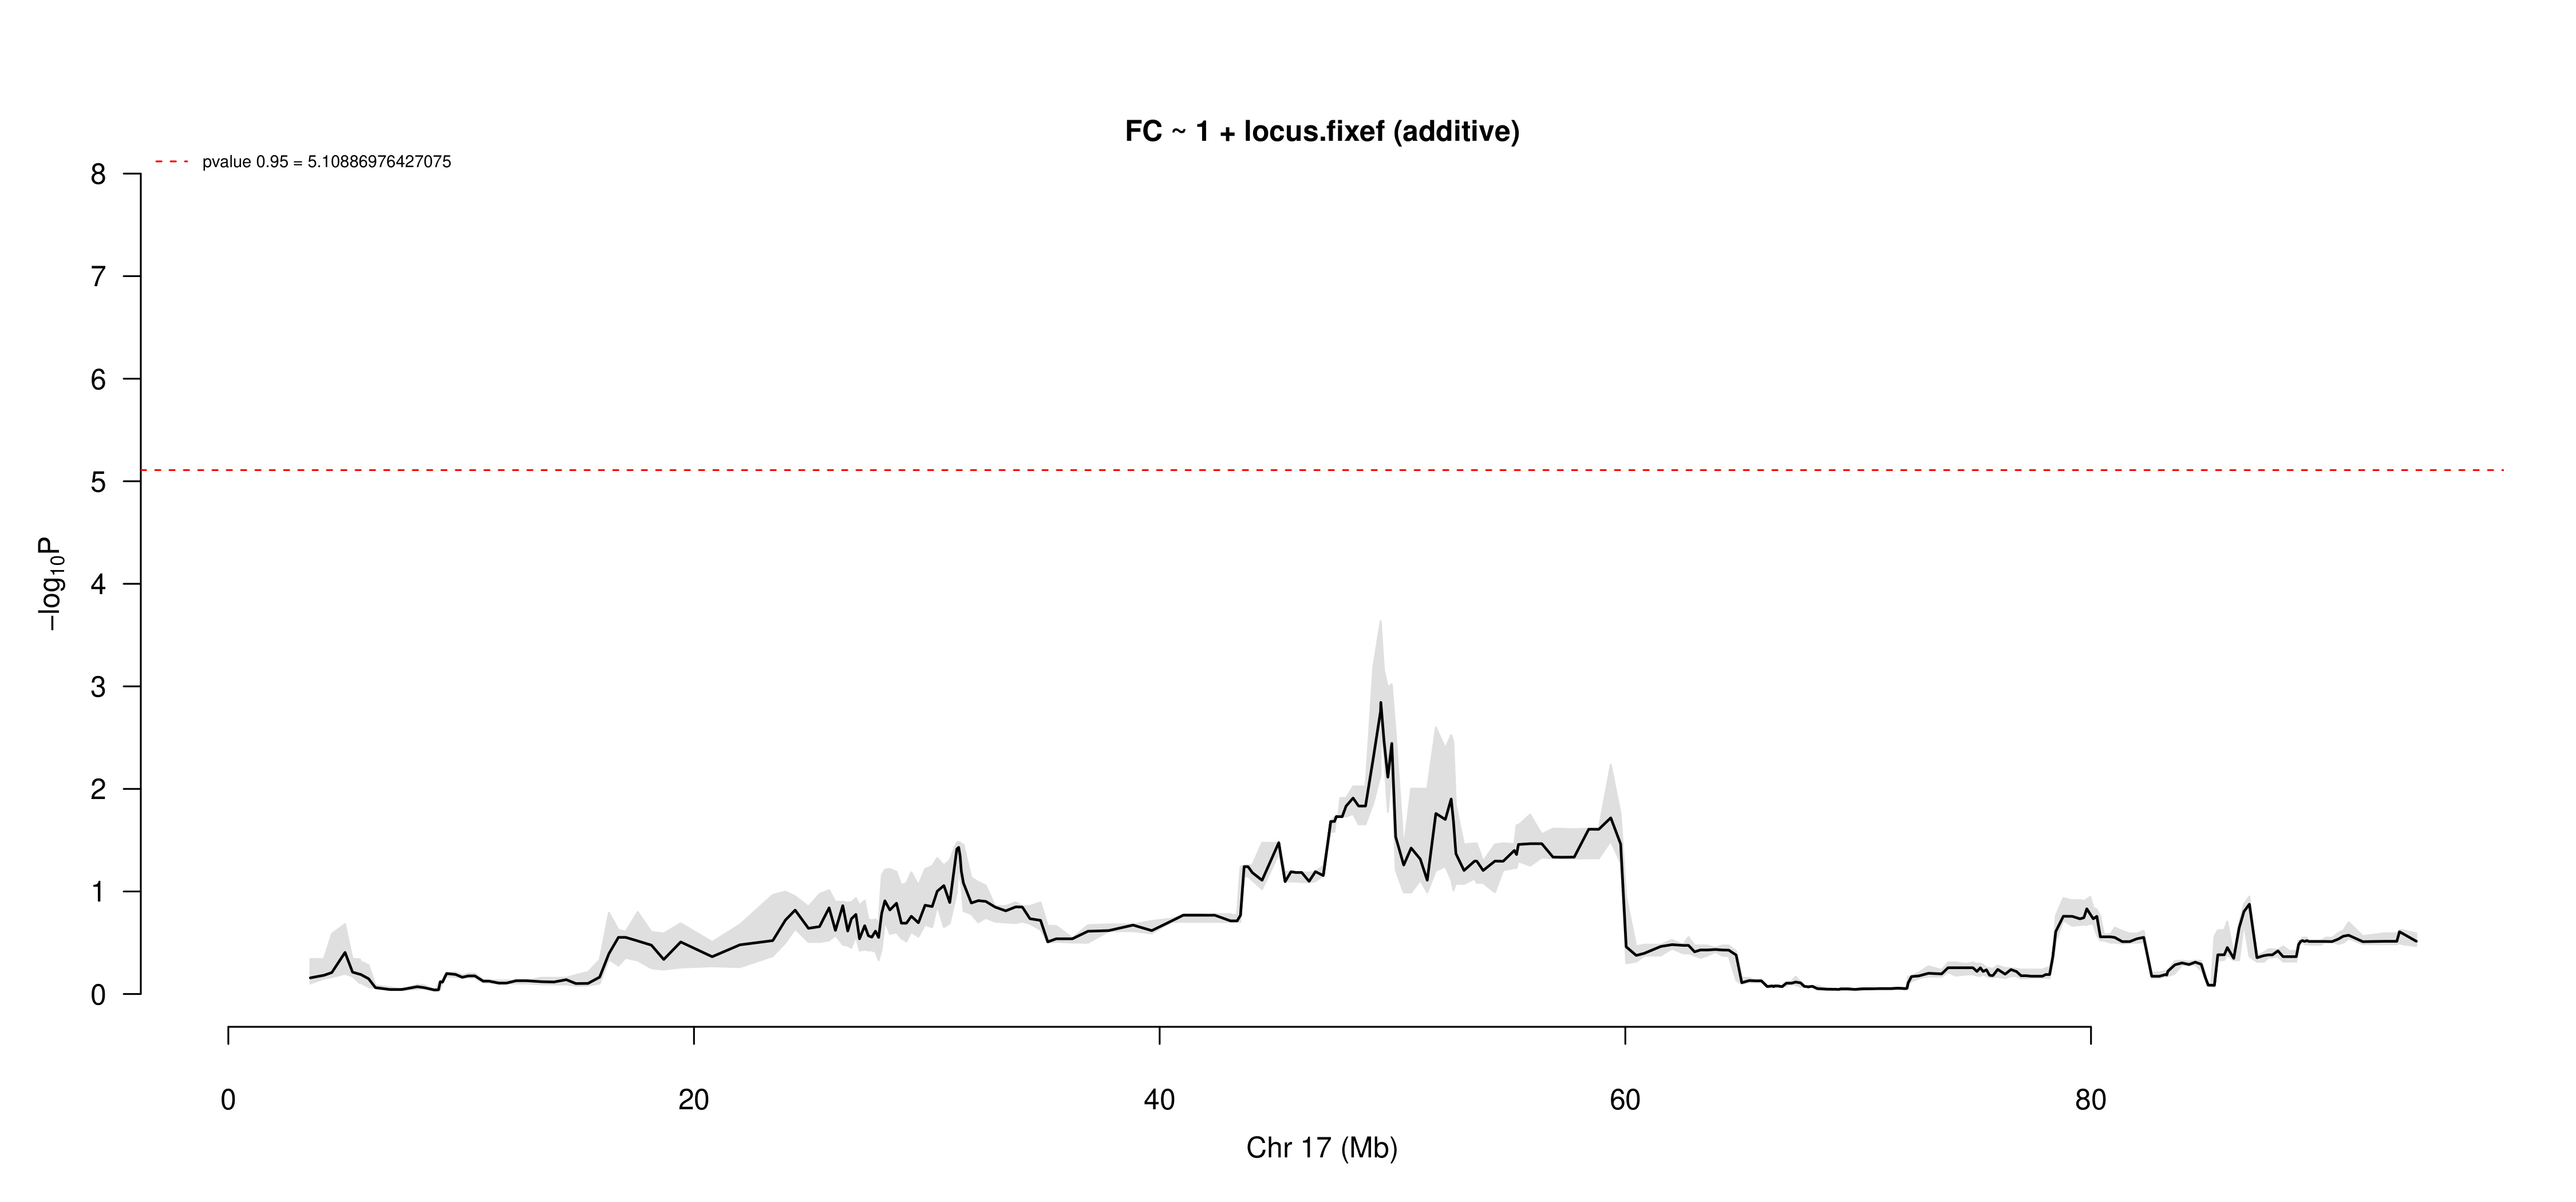 FC ~ 1 + locus.fixef (additive)
pvalue 0.95 = 5.10886976427075
8
7
6
5
4
3
2
1
0
−log10P
0 20 40 60 80
Chr 17 (Mb)